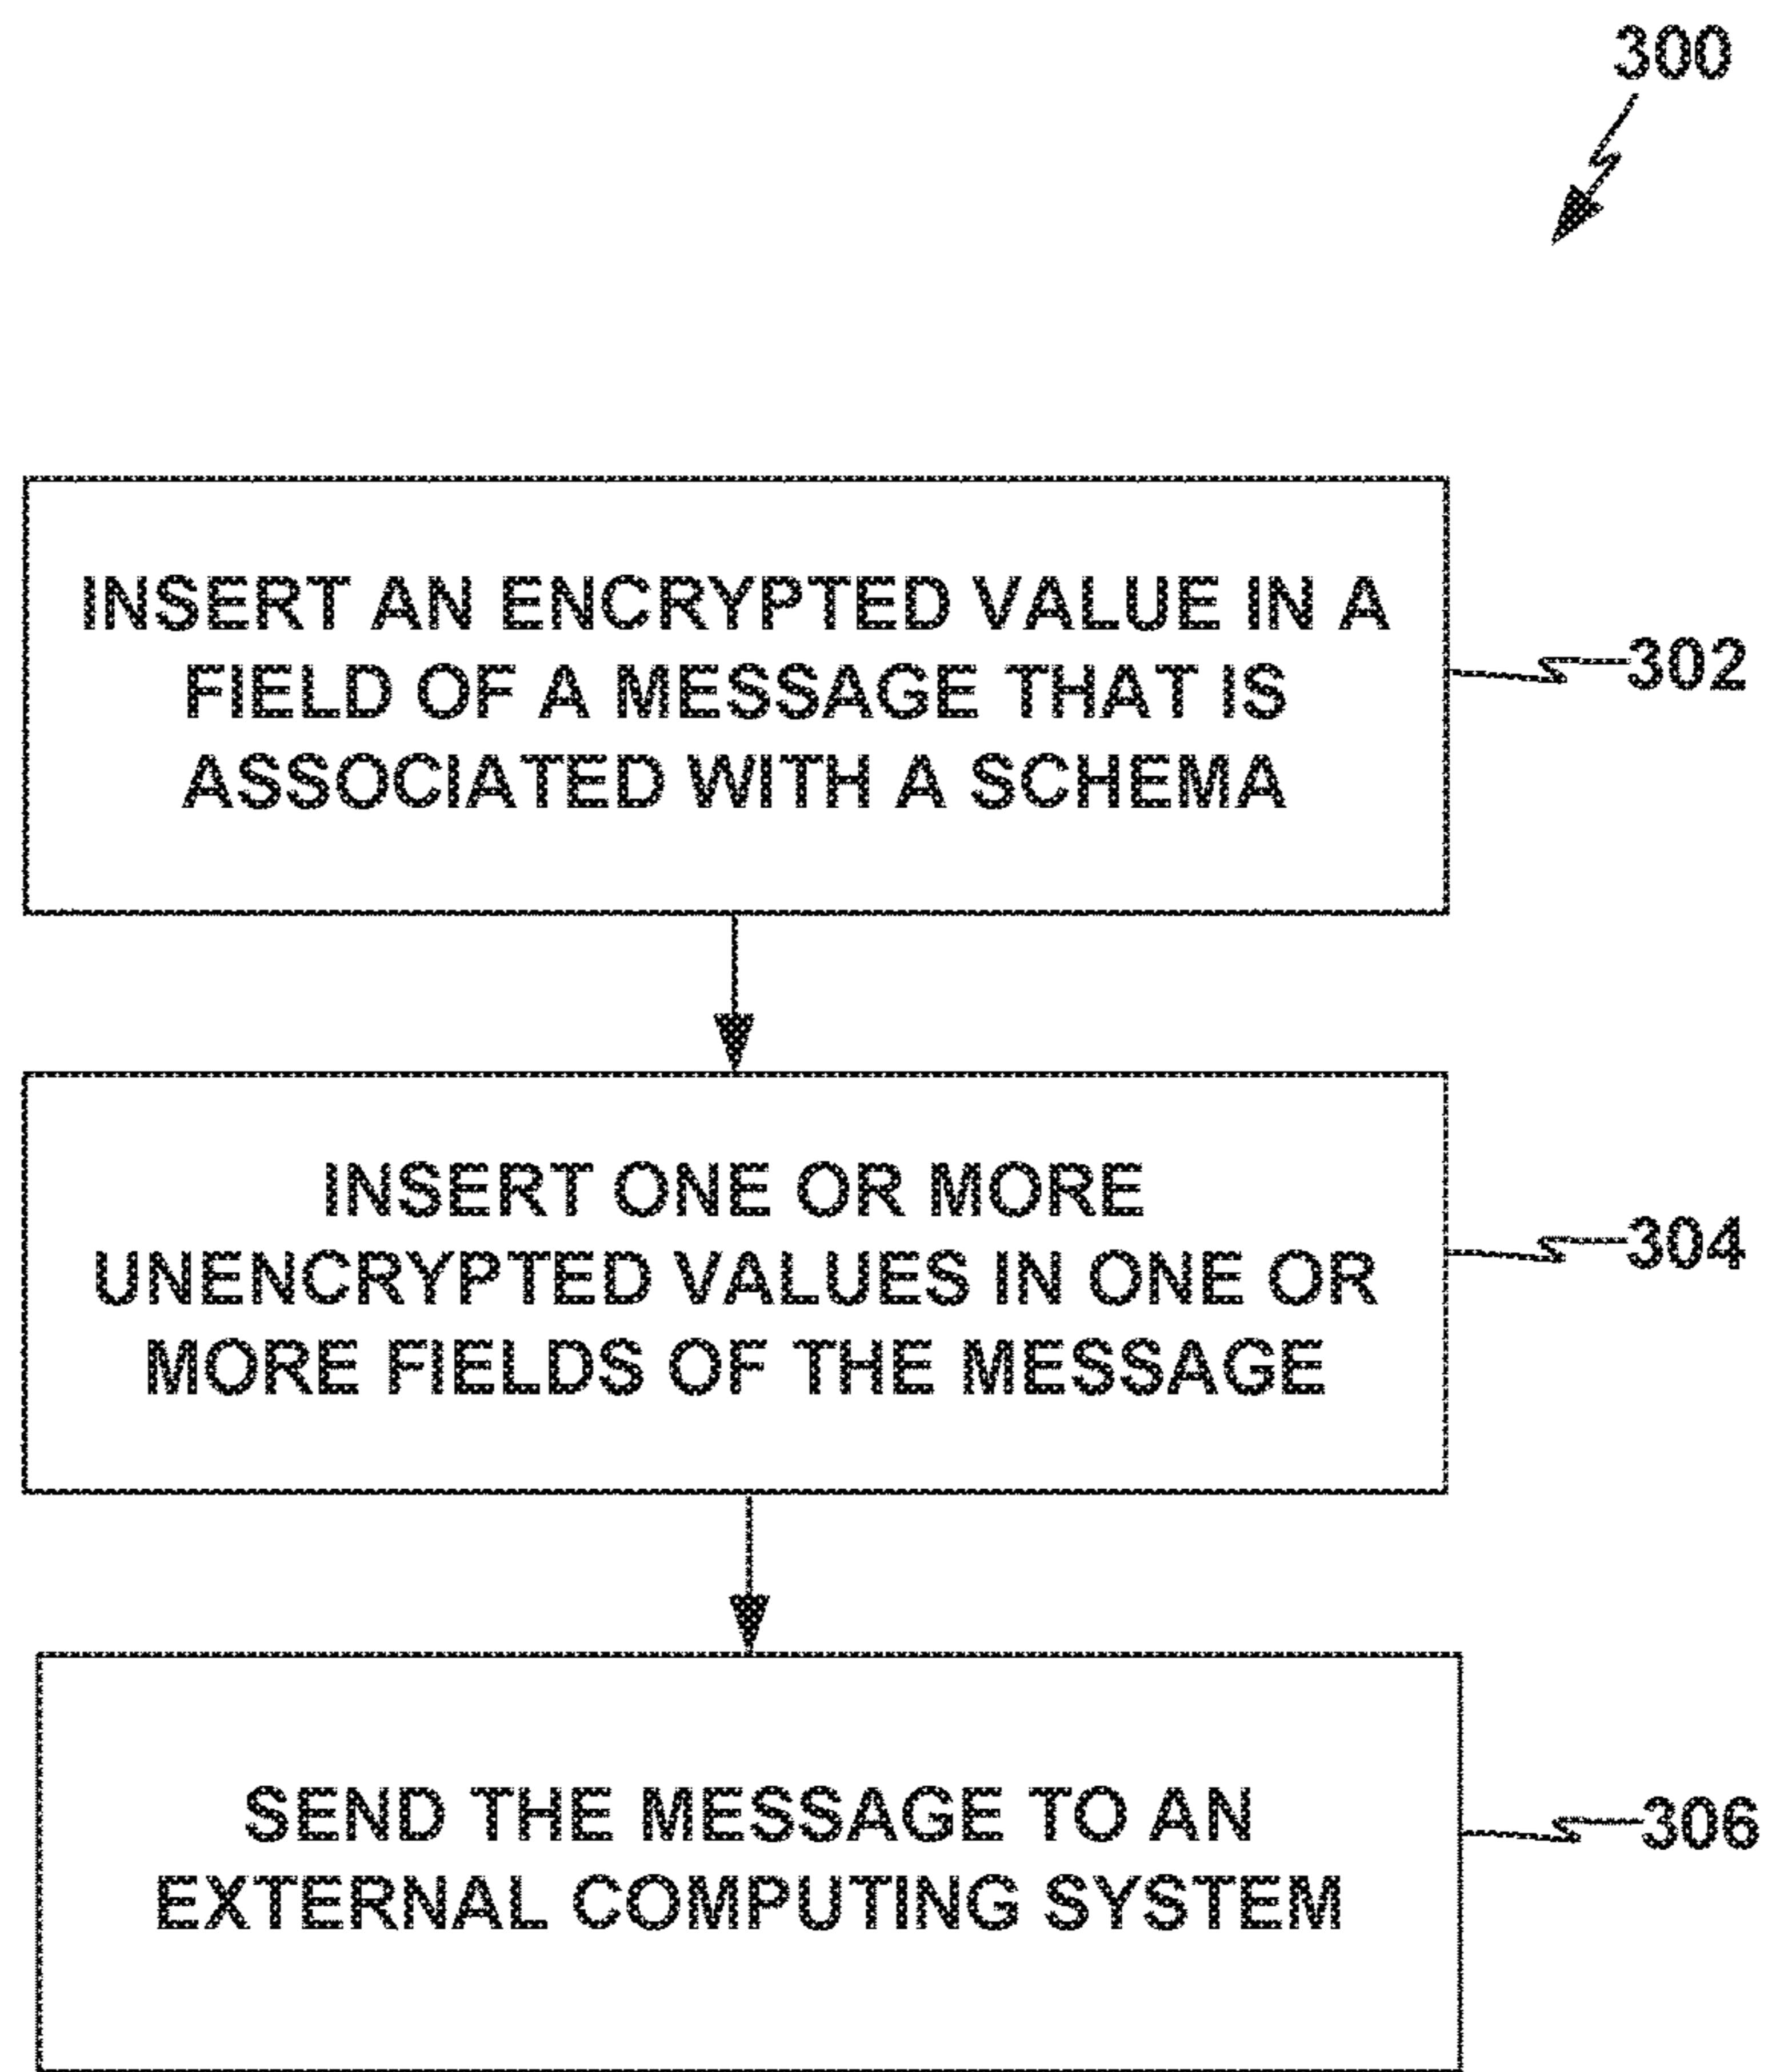 300
INSERT AN ENCRYPTED VALUE IN A
FIELD OF A MESSAGE THAT IS
ASSOCIATED WITH A SCHEMA
302
INSERT ONE OR MORE
UNENCRYPTED VALUES IN ONE OR
MORE FIELDS OF THE MESSAGE
304
SEND THE MESSAGE TO AN
EXTERNAL COMPUTING SYSTEM
306